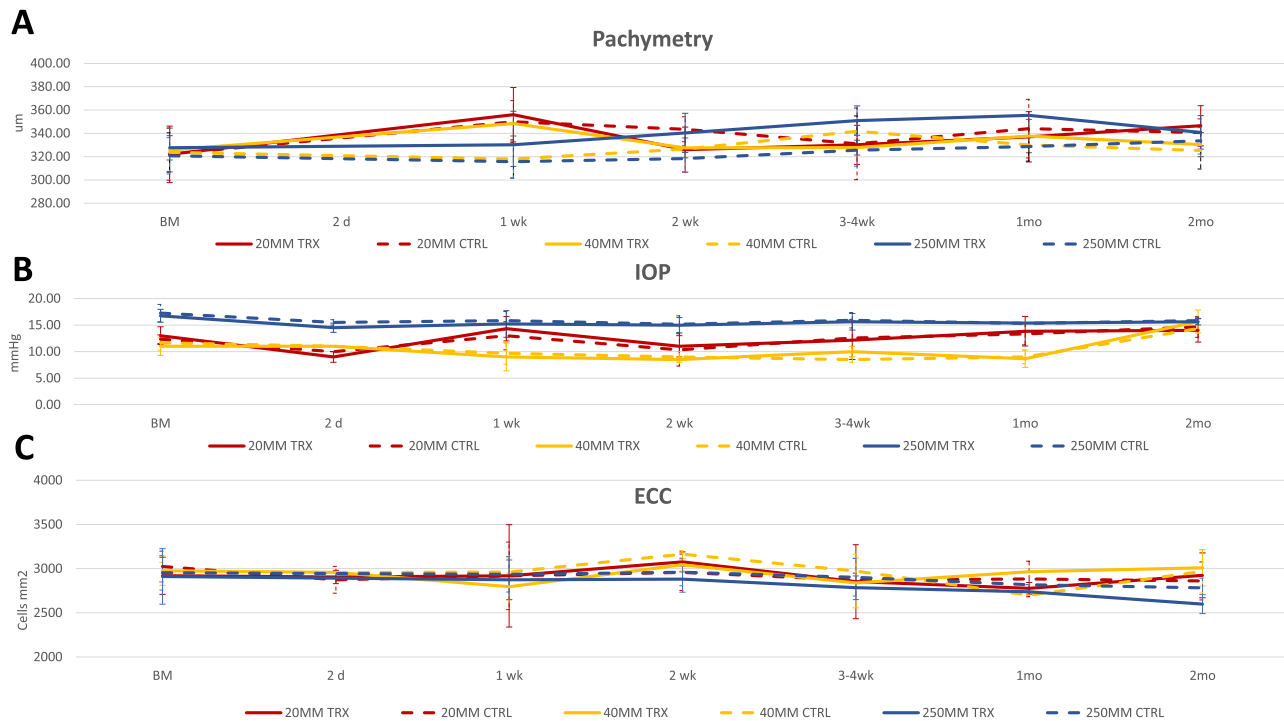 A
Pachymetry
400.00
380.00
360.00
340.00
320.00
300.00
280.00
um
BM 2 d 1 wk 2 wk 3-4wk 1mo 2mo
20MM TRX 20MM CTRL 40MM TRX 40MM CTRL 250MM TRX 250MM CTRL
B
IOP
20.00
15.00
10.00
5.00
0.00
mmHg
BM 2 d 1 wk 2 wk 3-4wk 1mo 2mo
20MM TRX 20MM CTRL 40MM TRX 40MM CTRL 250MM TRX 250MM CTRL
C
ECC
4000
3500
3000
2500
2000
Cells mm2
BM 2 d 1 wk 2 wk 3-4wk 1mo 2mo
20MM TRX 20MM CTRL 40MM TRX 40MM CTRL 250MM TRX 250MM CTRL